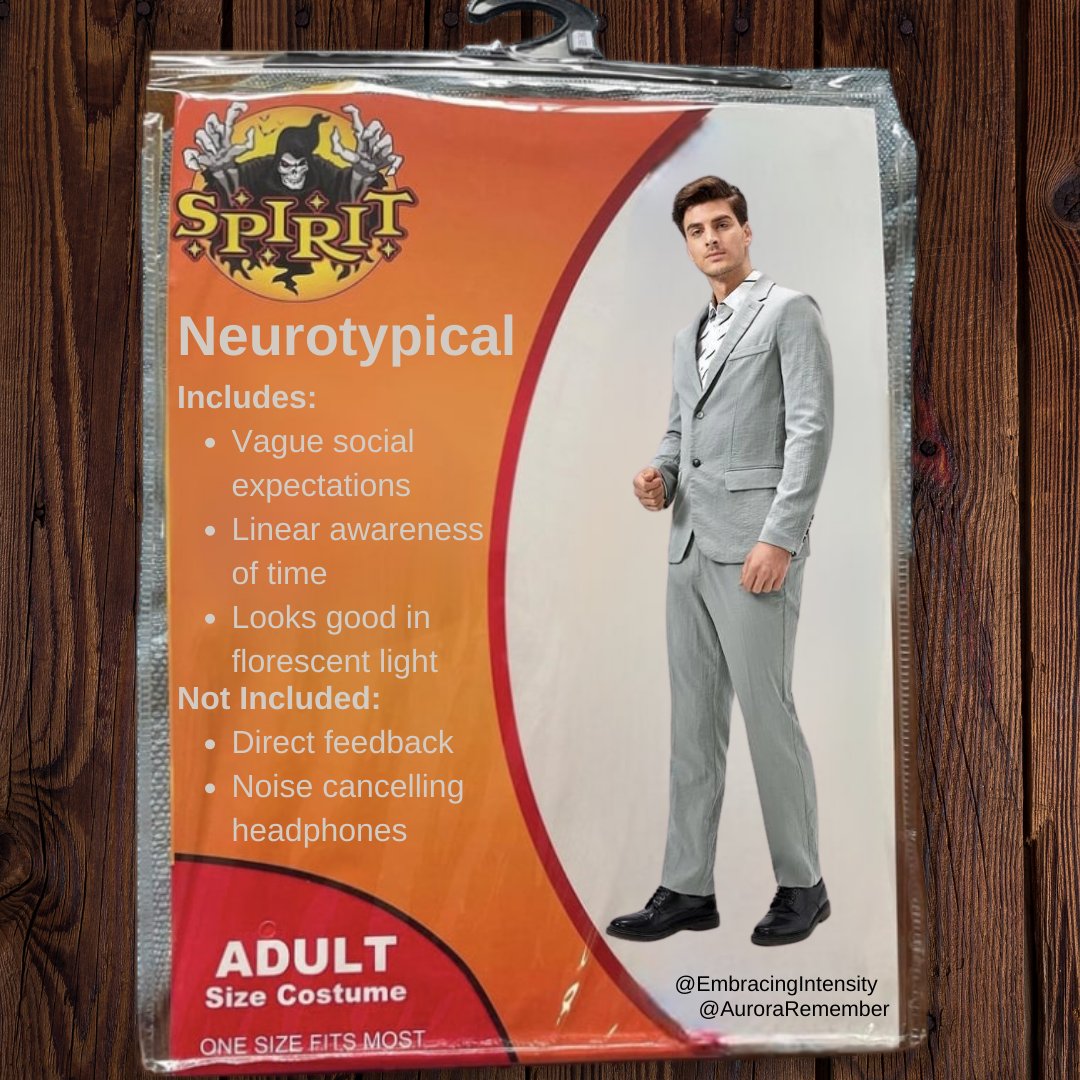 SPIRIT
Neurotypical
Includes:
• Vague social
expectations
• Linear awareness
of time
• Looks good in
florescent light
Not Included:
• Direct feedback
• Noise cancelling
headphones
ADULT
Size Costume
ONE SIZE FITS MOST
@EmbracingIntensity
@AuroraRemember